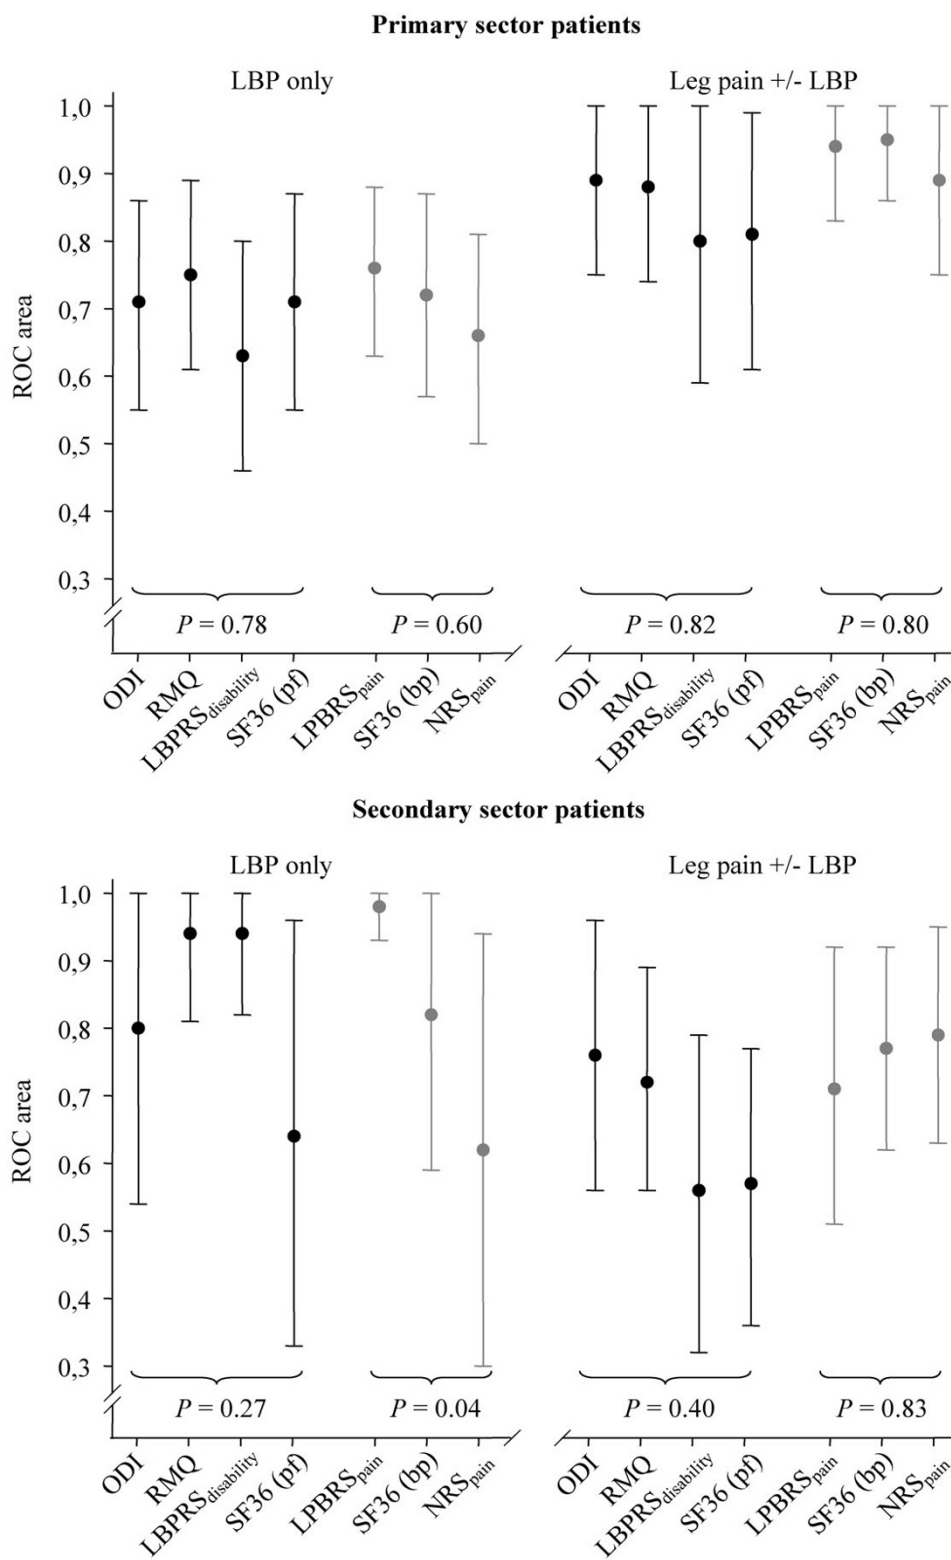 Primary sector patients
LBP only
Leg pain +/- LBP
ROC area
1,0
0,9
0,8
0,7
0,6
0,5
0,4
0,3
P = 0.78
P = 0.60
P = 0.82
P = 0.80
ODI
RMQ
LBPRSdisability
SF36 (pf)
LPBRSpain
SF36 (bp)
NRSpain
ODI
RMQ
LBPRSdisability
SF36 (pf)
LPBRSpain
SF36 (bp)
NRSpain
Secondary sector patients
LBP only
Leg pain +/- LBP
ROC area
1,0
0,9
0,8
0,7
0,6
0,5
0,4
0,3
P = 0.27
P = 0.04
P = 0.40
P = 0.83
ODI
RMQ
LBPRSdisability
SF36 (pf)
LPBRSpain
SF36 (bp)
NRSpain
ODI
RMQ
LBPRSdisability
SF36 (pf)
LPBRSpain
SF36 (bp)
NRSpain